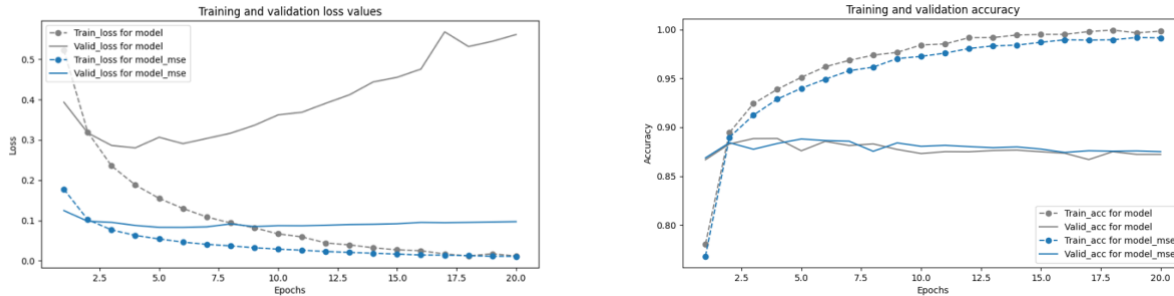 Training and validation loss values
Train_loss for model
Valid_loss for model
Train_loss for model_mse
Valid_loss for model_mse
0.5
0.4
0.3
0.2
0.1
0.0
Loss
2.5 5.0 7.5 10.0 12.5 15.0 17.5 20.0
Epochs
Training and validation accuracy
1.00
0.95
0.90
0.85
0.80
Accuracy
Train_acc for model
Valid_acc for model
Train_acc for model_mse
Valid_acc for model_mse
2.5 5.0 7.5 10.0 12.5 15.0 17.5 20.0
Epochs